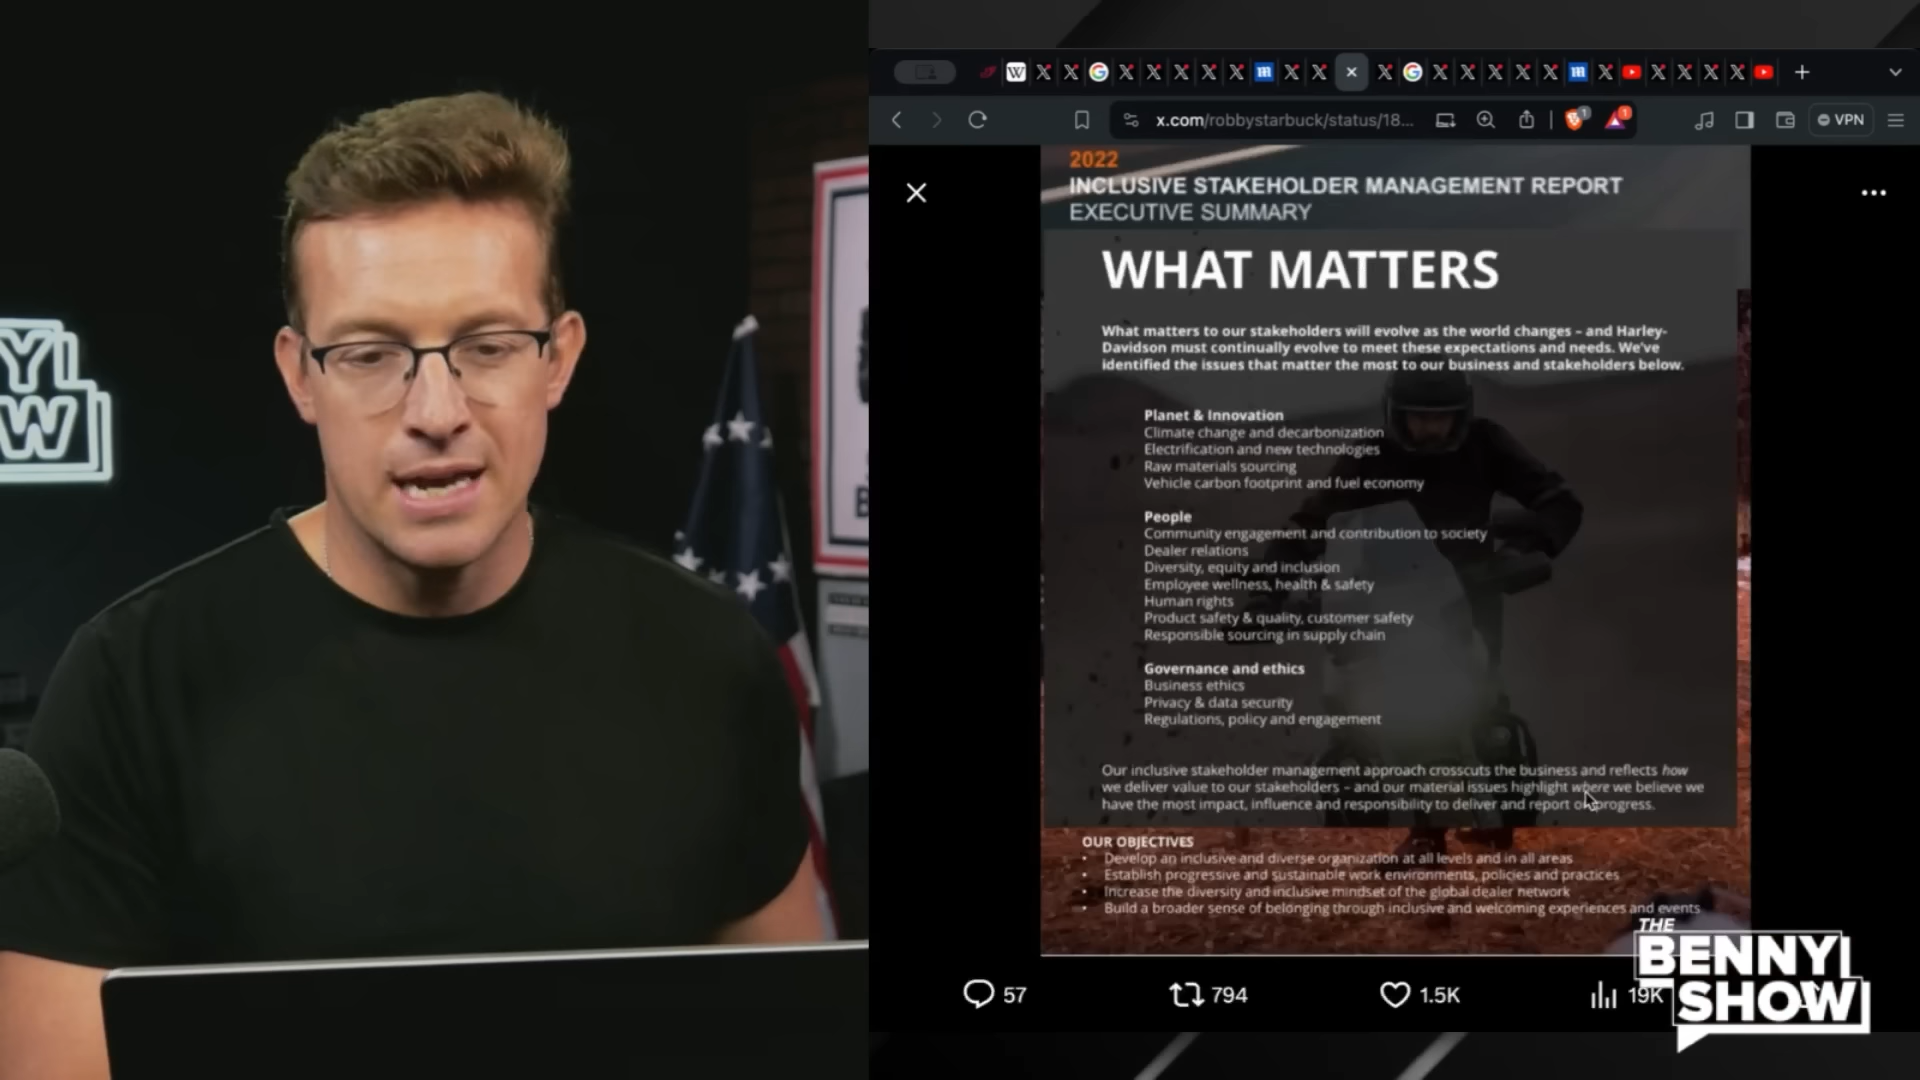 Y
W
B
x.com/robbystarbuck/status/18...
1
1
VPN
2022
INCLUSIVE STAKEHOLDER MANAGEMENT REPORT
EXECUTIVE SUMMARY
WHAT MATTERS
What matters to our stakeholders will evolve as the world changes – and Harley-
Davidson must continually evolve to meet these expectations and needs. We've
identified the issues that matter the most to our business and stakeholders below.
Planet & Innovation
Climate change and decarbonization
Electrification and new technologies
Raw materials sourcing
Vehicle carbon footprint and fuel economy
People
Community engagement and contribution to society
Dealer relations
Diversity, equity and inclusion
Employee wellness, health & safety
Human rights
Product safety & quality, customer safety
Responsible sourcing in supply chain
Governance and ethics
Business ethics
Privacy & data security
Regulations, policy and engagement
Our inclusive stakeholder management approach crosscuts the business and reflects how
we deliver value to our stakeholders – and our material issues highlight where we believe we
have the most impact, influence and responsibility to deliver and report on progress.
OUR OBJECTIVES
• Develop an inclusive and diverse organization at all levels and in all areas
• Establish progressive and sustainable work environments, policies and practices
• Increase the diversity and inclusive mindset of the global dealer network
• Build a broader sense of belonging through inclusive and welcoming experiences and events
57
794
1.5K
19K
THE
BENNY
SHOW